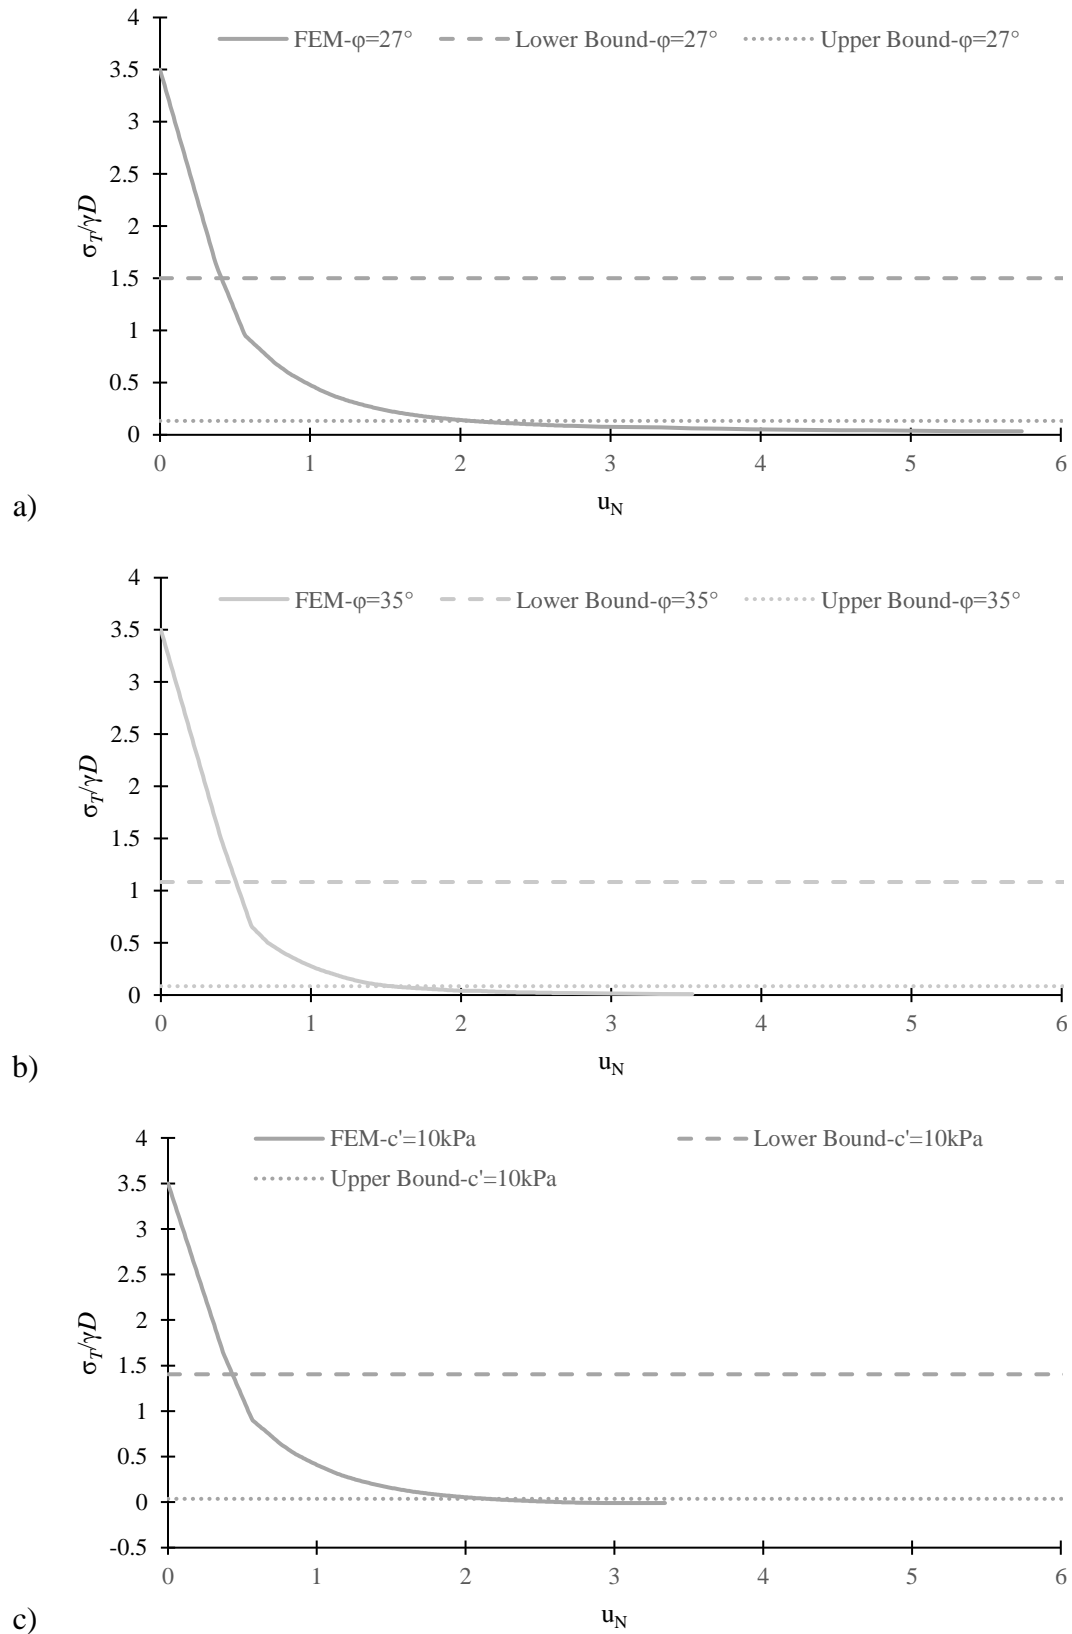 4
FEM-φ=27° Lower Bound-φ=27° Upper Bound-φ=27°
3.5
3
2.5
2
1.5
1
0.5
0
σT/γD
0 1 2 3 4 5 6
uN
a)
4
FEM-φ=35° Lower Bound-φ=35° Upper Bound-φ=35°
3.5
3
2.5
2
1.5
1
0.5
0
σT/γD
0 1 2 3 4 5 6
uN
b)
4
FEM-c'=10kPa Lower Bound-c'=10kPa
Upper Bound-c'=10kPa
3.5
3
2.5
2
1.5
1
0.5
0
-0.5
σT/γD
0 1 2 3 4 5 6
uN
c)